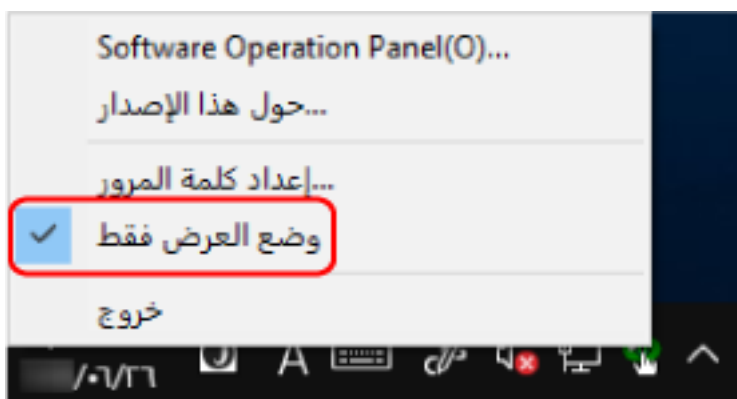 Software Operation Panel(O)...
حول هذا الإصدار...
إعداد كلمة المرور...
وضع العرض فقط
خروج
A
/٠٦/٢٦